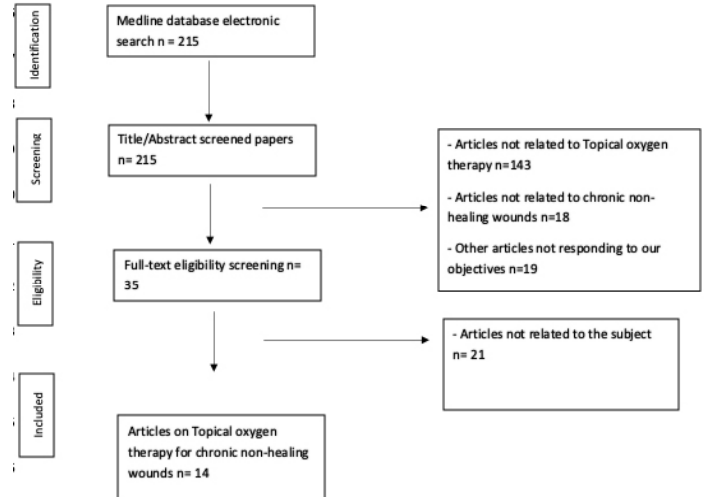 Identification
Medline database electronic
search n = 215
Screening
Title/Abstract screened papers
n= 215
- Articles not related to Topical oxygen
therapy n=143
- Articles not related to chronic non-
healing wounds n=18
- Other articles not responding to our
objectives n=19
Eligibility
Full-text eligibility screening n=
35
- Articles not related to the subject
n= 21
Included
Articles on Topical oxygen
therapy for chronic non-healing
wounds n= 14